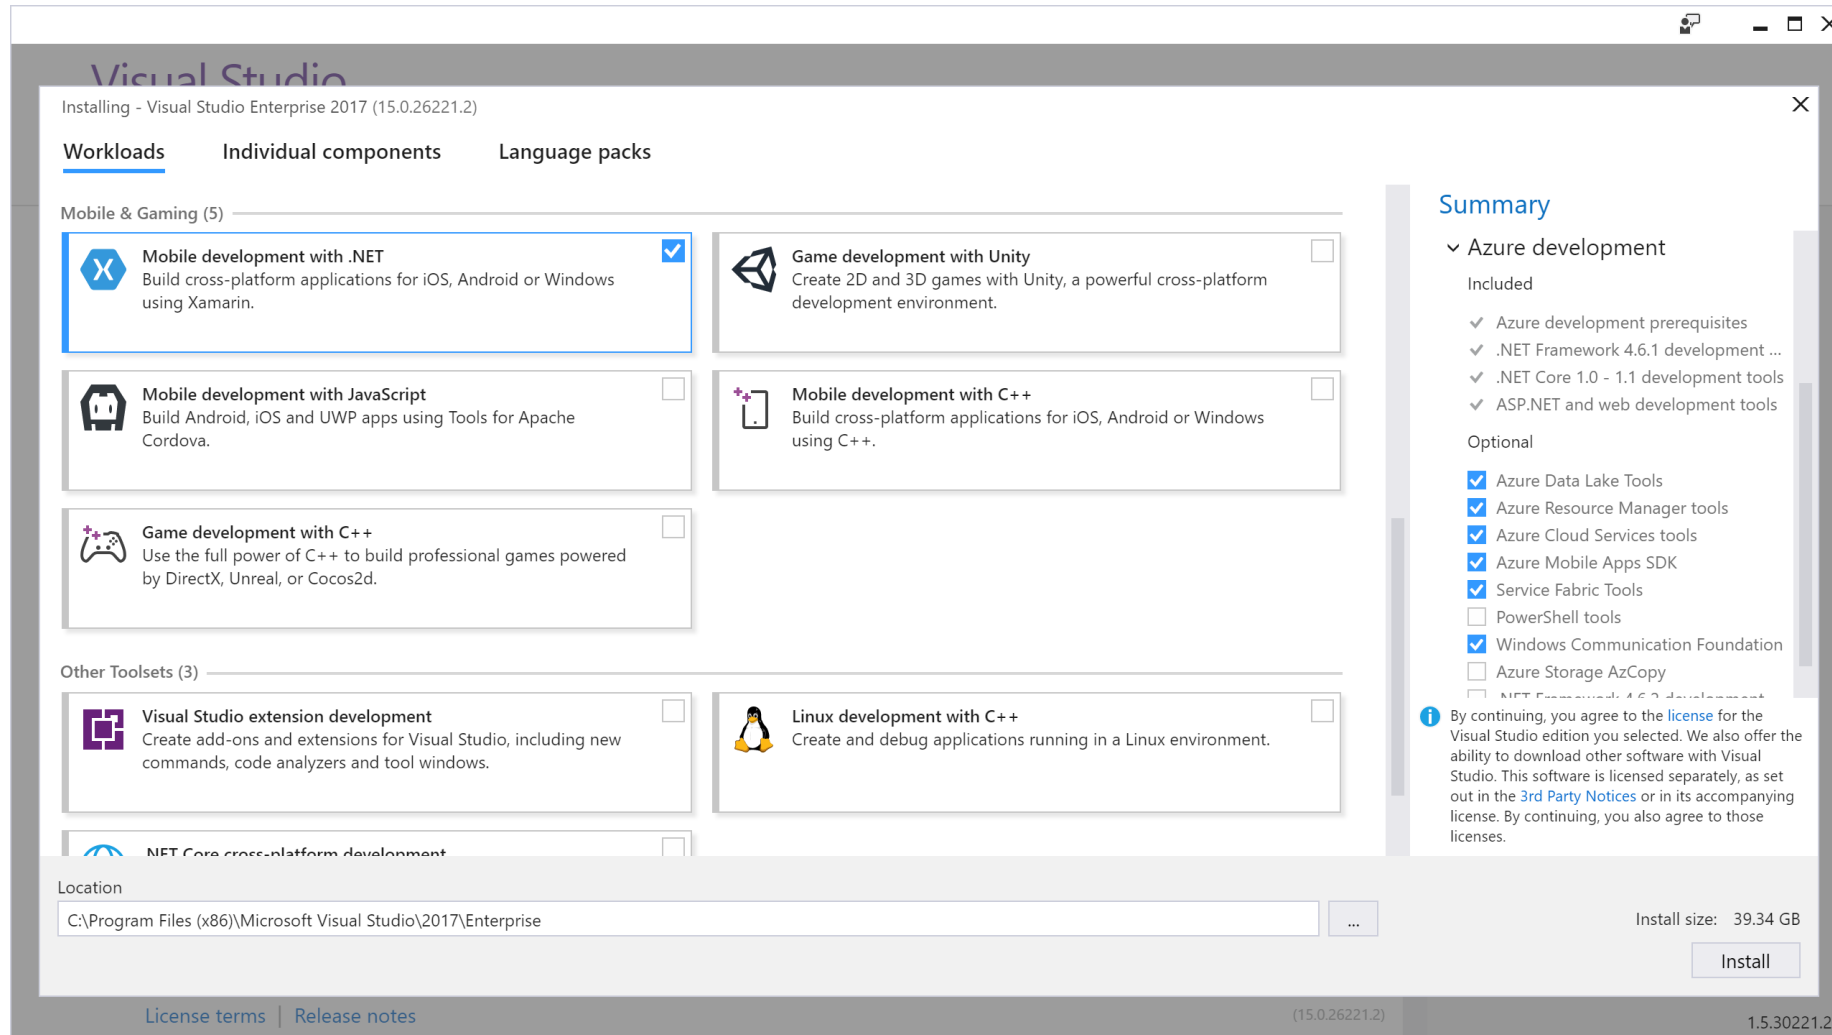 Visual Studio
Installing - Visual Studio Enterprise 2017 (15.0.26221.2)
Workloads
Individual components
Language packs
Mobile & Gaming (5)
Mobile development with .NET
Build cross-platform applications for iOS, Android or Windows
using Xamarin.
Game development with Unity
Create 2D and 3D games with Unity, a powerful cross-platform
development environment.
Mobile development with JavaScript
Build Android, iOS and UWP apps using Tools for Apache
Cordova.
Mobile development with C++
Build cross-platform applications for iOS, Android or Windows
using C++.
Game development with C++
Use the full power of C++ to build professional games powered
by DirectX, Unreal, or Cocos2d.
Other Toolsets (3)
Visual Studio extension development
Create add-ons and extensions for Visual Studio, including new
commands, code analyzers and tool windows.
Linux development with C++
Create and debug applications running in a Linux environment.
.NET Core cross-platform development
Summary
Azure development
Included
Azure development prerequisites
.NET Framework 4.6.1 development ...
.NET Core 1.0 - 1.1 development tools
ASP.NET and web development tools
Optional
Azure Data Lake Tools
Azure Resource Manager tools
Azure Cloud Services tools
Azure Mobile Apps SDK
Service Fabric Tools
PowerShell tools
Windows Communication Foundation
Azure Storage AzCopy
.NET Framework 4.6.2 development
By continuing, you agree to the license for the
Visual Studio edition you selected. We also offer the
ability to download other software with Visual
Studio. This software is licensed separately, as set
out in the 3rd Party Notices or in its accompanying
license. By continuing, you also agree to those
licenses.
Location
C:\Program Files (x86)\Microsoft Visual Studio\2017\Enterprise
...
Install size: 39.34 GB
Install
License terms | Release notes
(15.0.26221.2)
1.5.30221.2